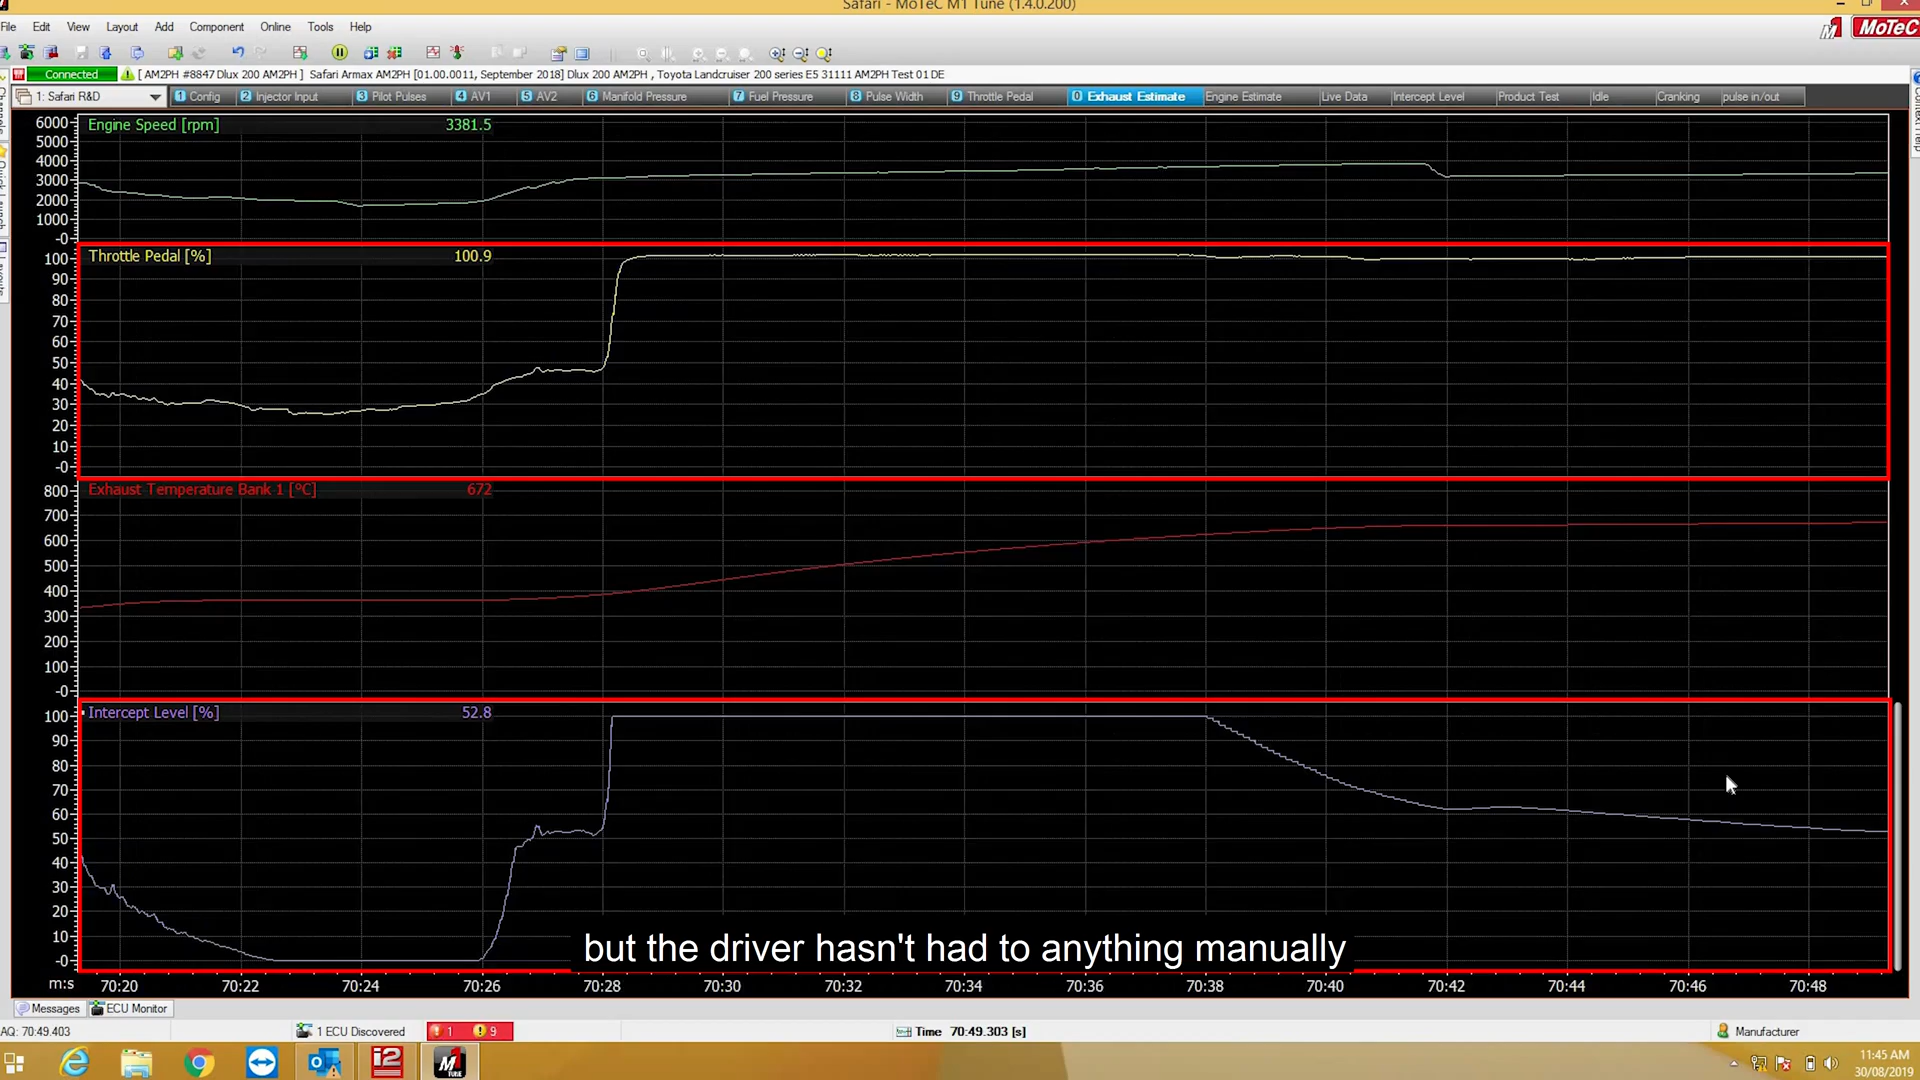 Safari - MoTeC M1 Tune (1.4.0.200)
File Edit View Layout Add Component Online Tools Help
MoTeC
Connected [ AM2PH #8847 Dlux 200 AM2PH ] Safari Armax AM2PH [01.00.0011, September 2018] Dlux 200 AM2PH , Toyota Landcruiser 200 series E5 31111 AM2PH Test 01 DE
1: Safari R&D 1 Config 2 Injector Input 3 Pilot Pulses 4 AV1 5 AV2 6 Manifold Pressure 7 Fuel Pressure 8 Pulse Width 9 Throttle Pedal 0 Exhaust Estimate Engine Estimate Live Data Intercept Level Product Test Idle Cranking pulse in/out
Engine Speed [rpm] 3381.5
6000
5000
4000
3000
2000
1000
-0
Throttle Pedal [%] 100.9
100
90
80
70
60
50
40
30
20
10
-0
Exhaust Temperature Bank 1 [°C] 672
800
700
600
500
400
300
200
100
-0
Intercept Level [%] 52.8
100
90
80
70
60
50
40
30
20
10
-0
but the driver hasn't had to anything manually
m:s 70:20 70:22 70:24 70:26 70:28 70:30 70:32 70:34 70:36 70:38 70:40 70:42 70:44 70:46 70:48
Messages ECU Monitor
AQ: 70:49.403 1 ECU Discovered 1 9 Time 70:49.303 [s] Manufacturer
i2 M1 TUNE
11:45 AM
30/08/2019